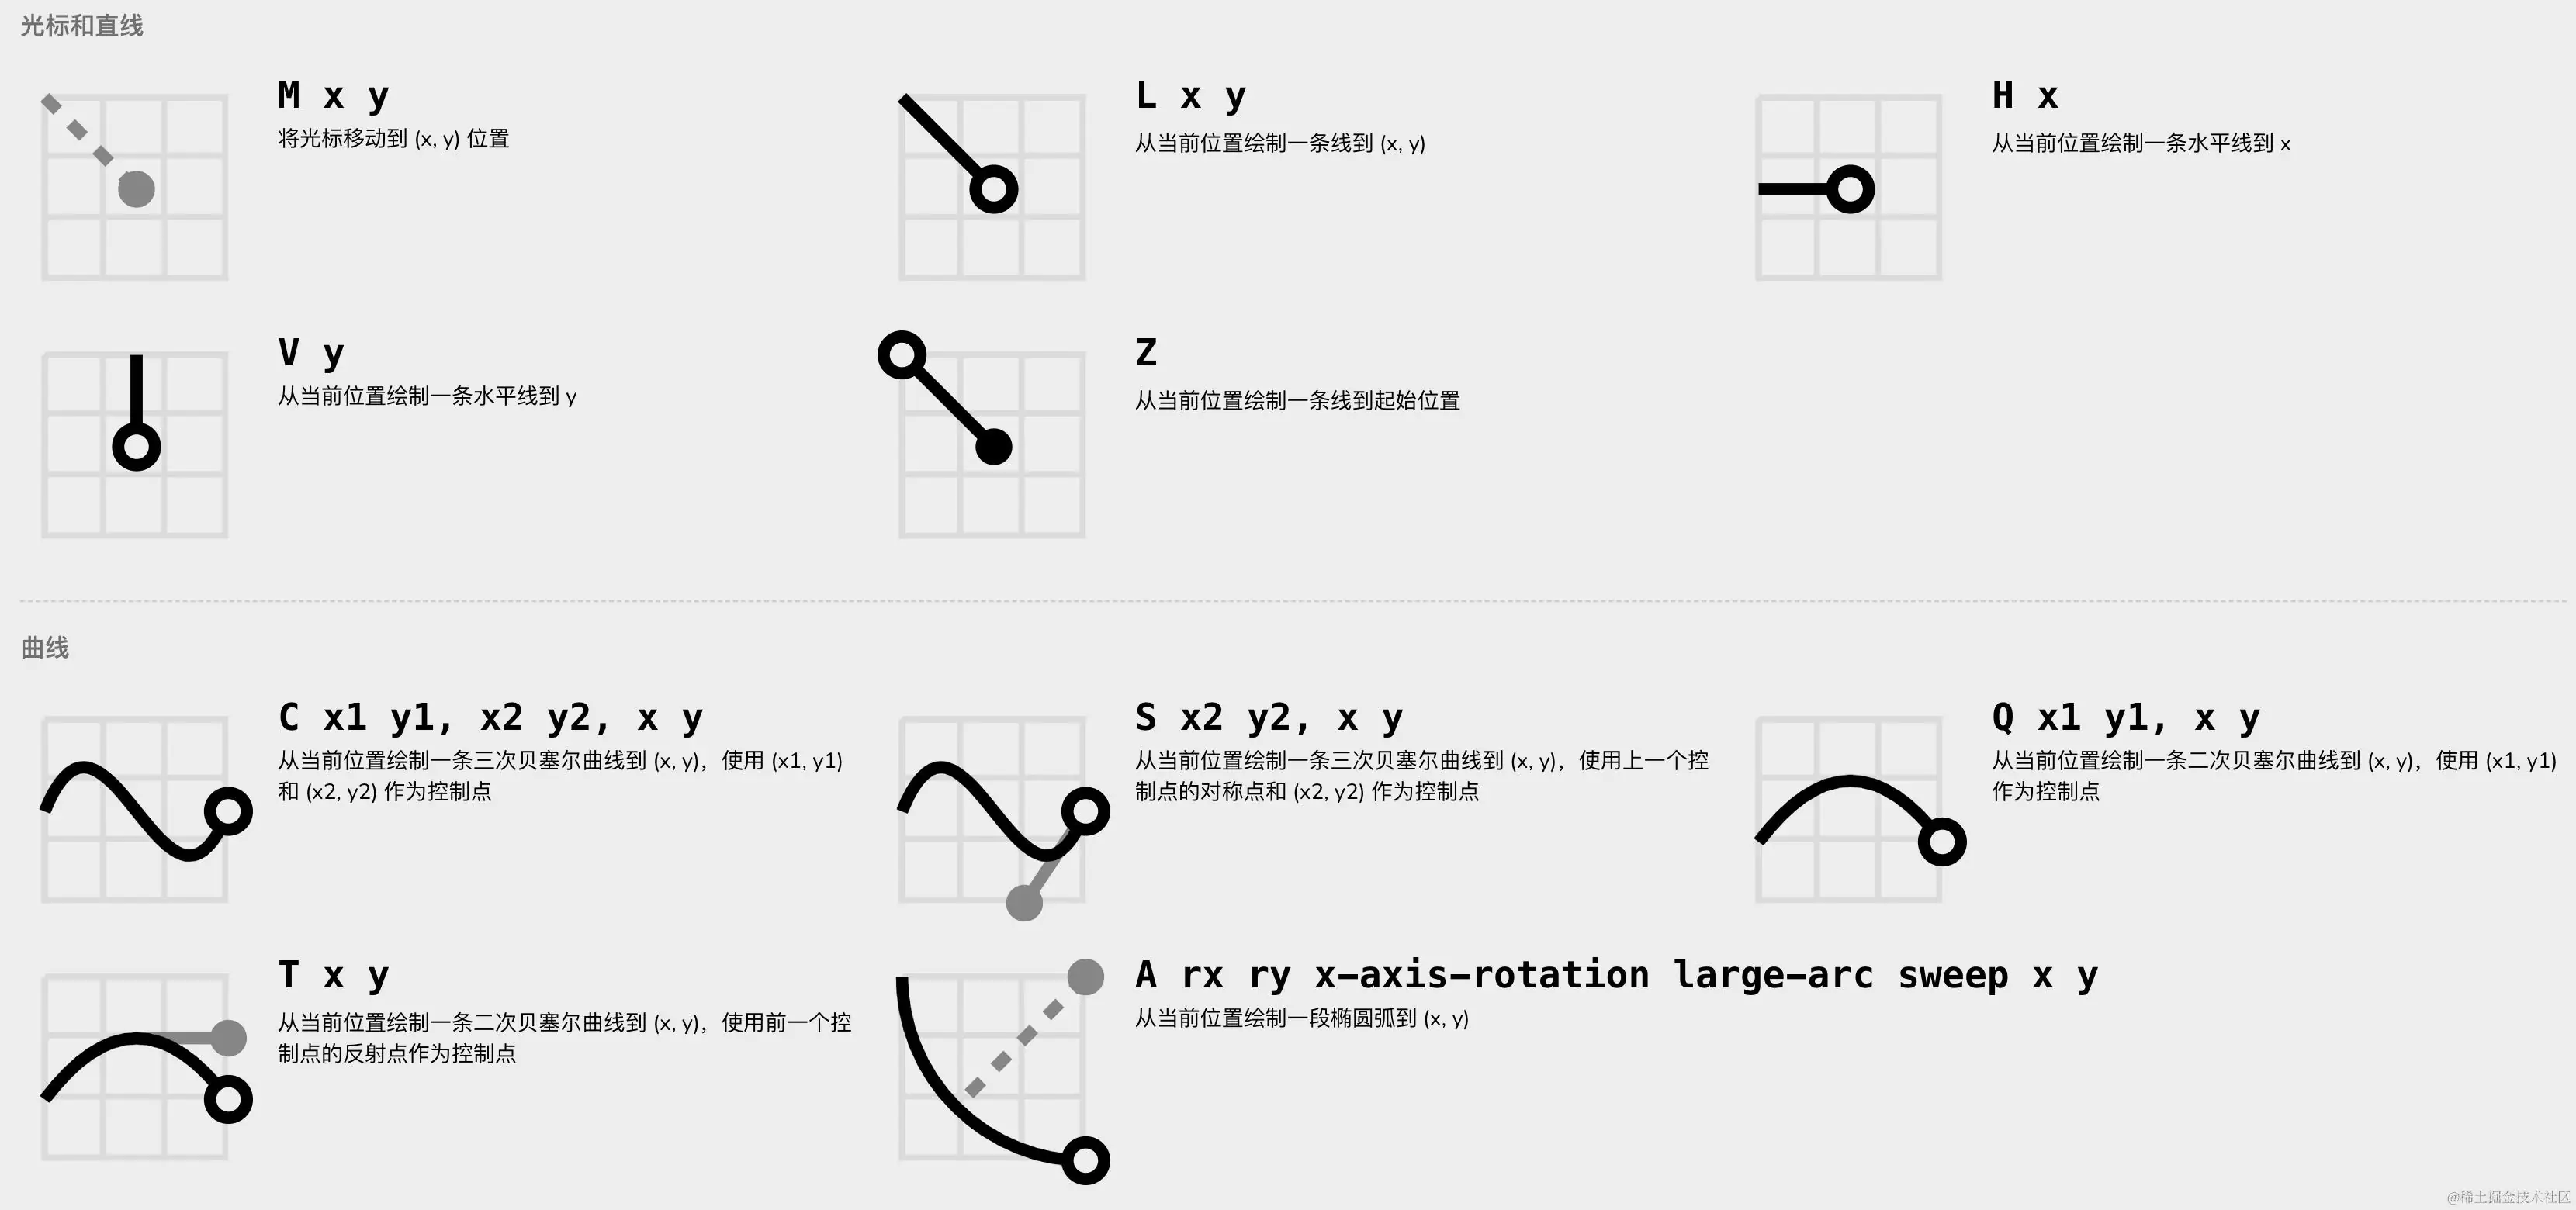 光标和直线
M x y
将光标移动到 (x, y) 位置
L x y
从当前位置绘制一条线到 (x, y)
H x
从当前位置绘制一条水平线到 x
V y
从当前位置绘制一条水平线到 y
Z
从当前位置绘制一条线到起始位置
曲线
C x1 y1, x2 y2, x y
从当前位置绘制一条三次贝塞尔曲线到 (x, y)，使用 (x1, y1)
和 (x2, y2) 作为控制点
S x2 y2, x y
从当前位置绘制一条三次贝塞尔曲线到 (x, y)，使用上一个控
制点的对称点和 (x2, y2) 作为控制点
Q x1 y1, x y
从当前位置绘制一条二次贝塞尔曲线到 (x, y)，使用 (x1, y1)
作为控制点
T x y
从当前位置绘制一条二次贝塞尔曲线到 (x, y)，使用前一个控
制点的反射点作为控制点
A rx ry x-axis-rotation large-arc sweep x y
从当前位置绘制一段椭圆弧到 (x, y)
@稀土掘金技术社区